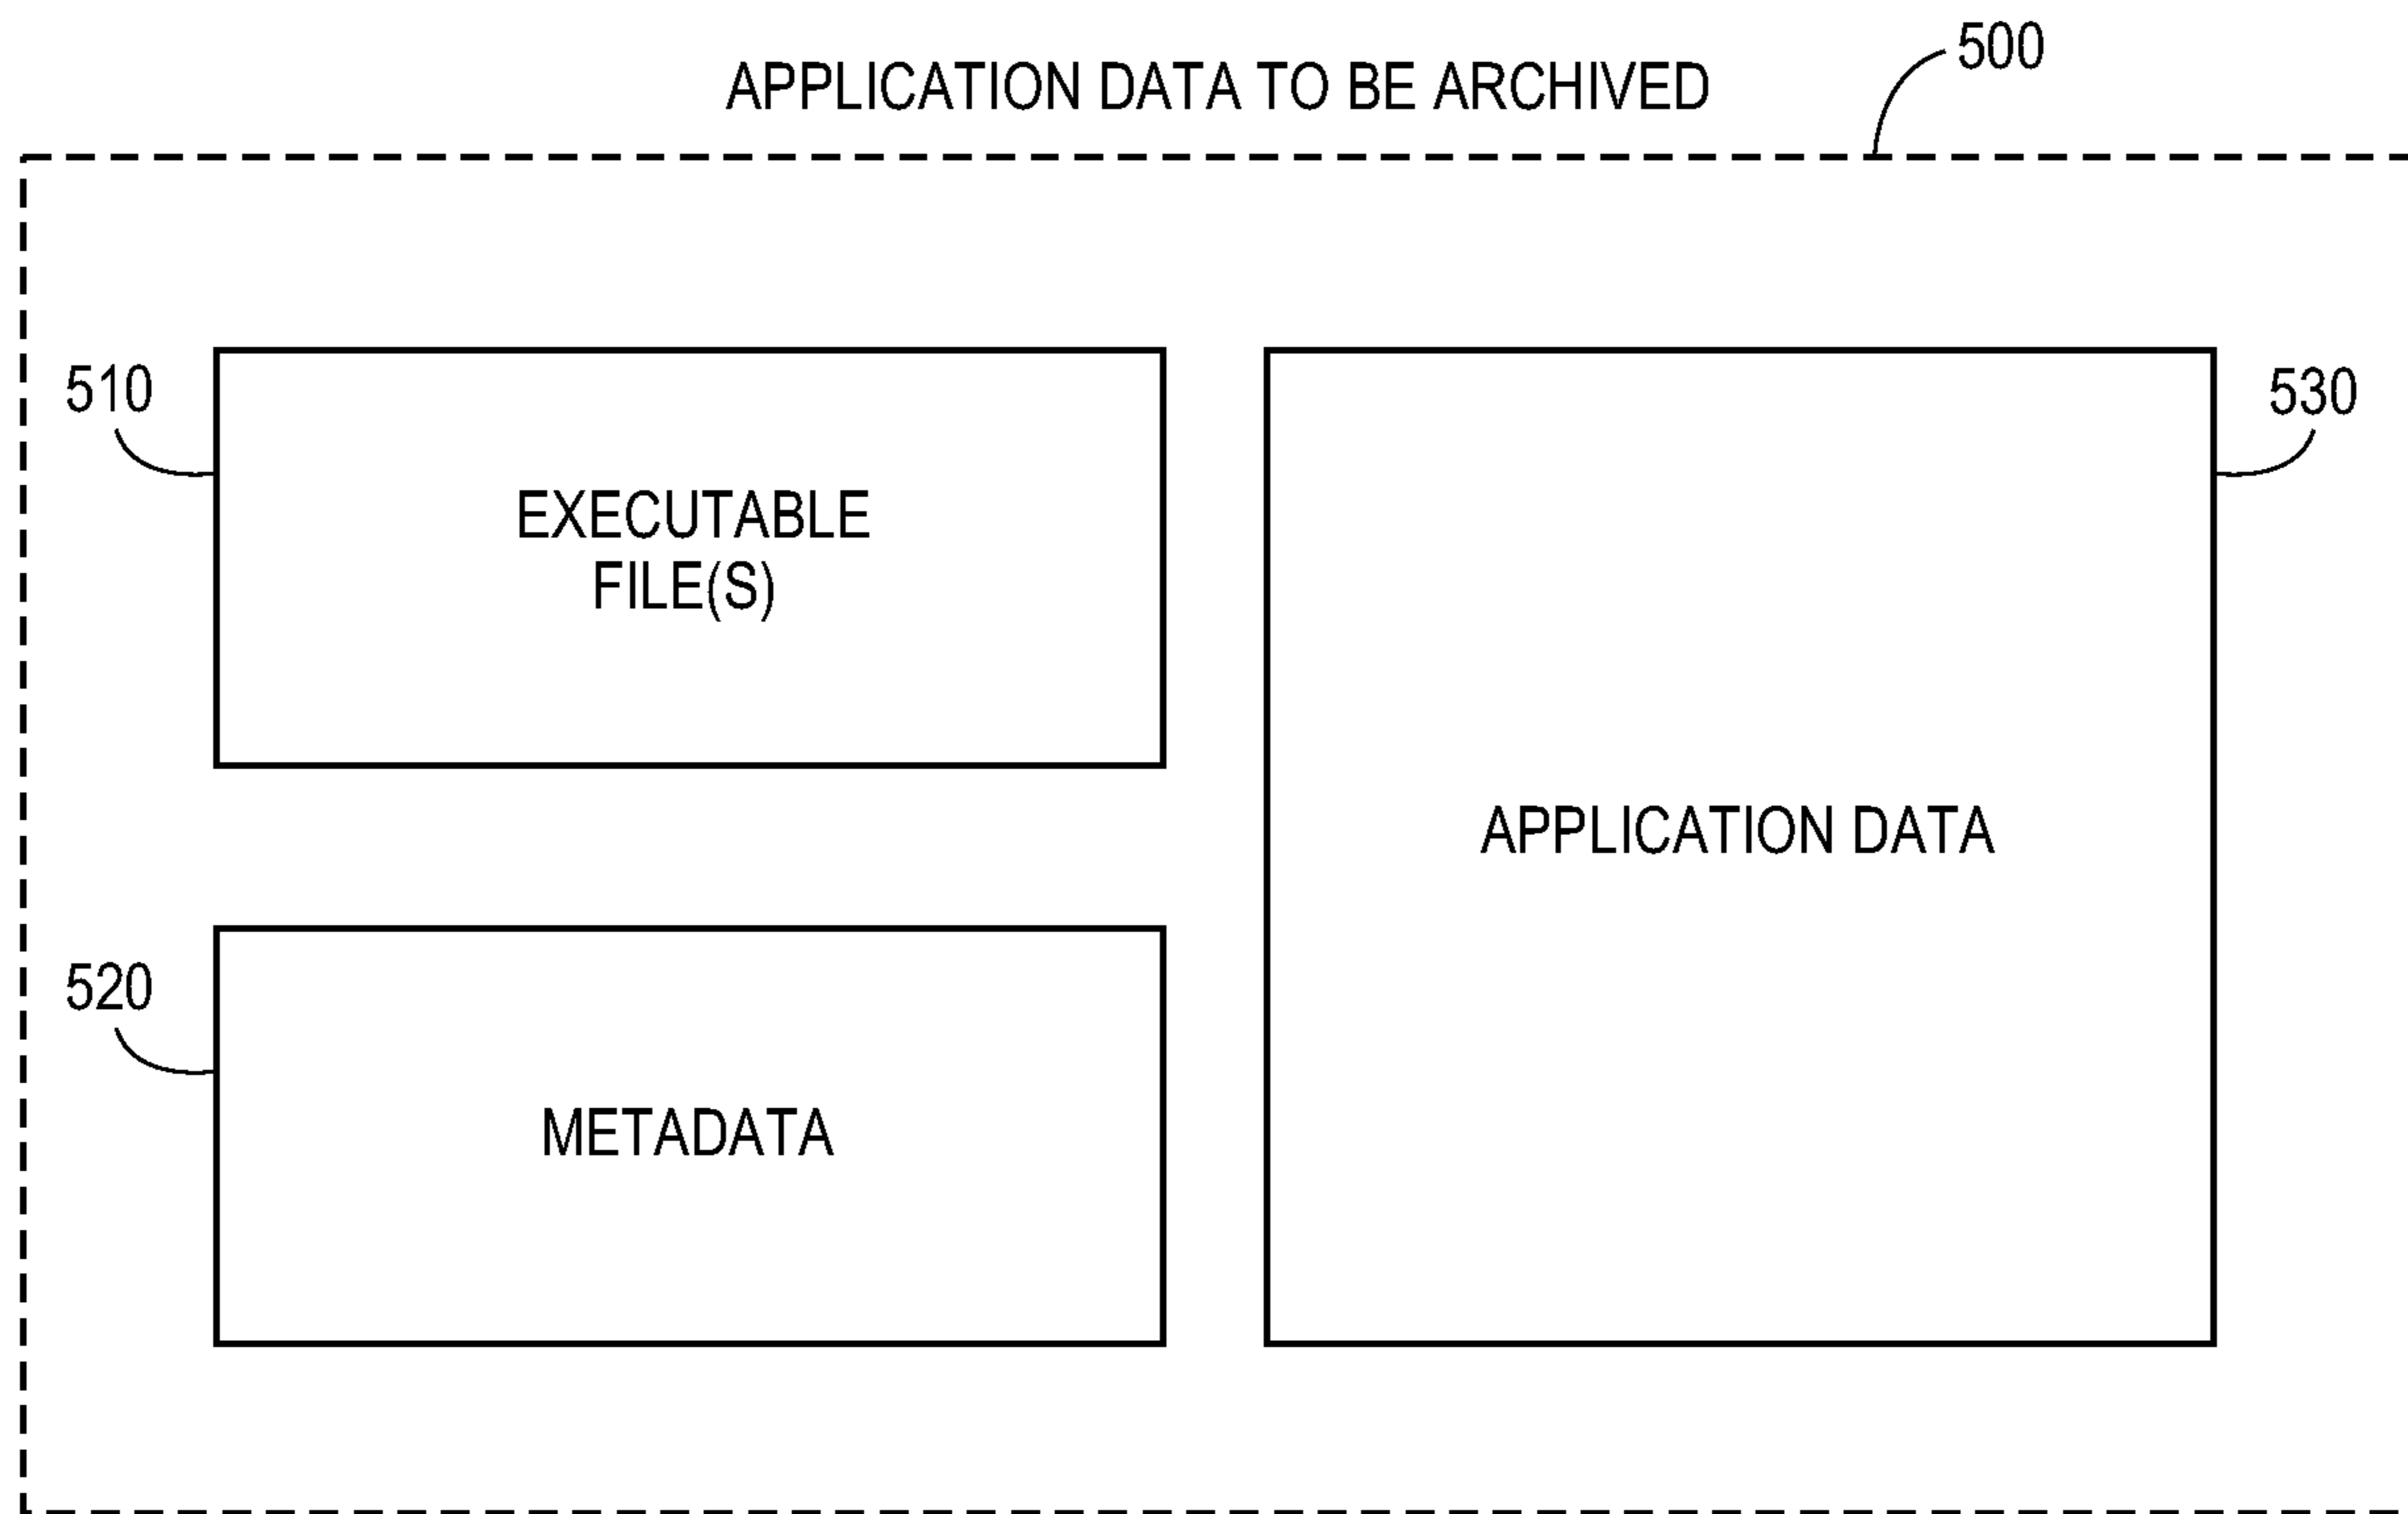 500
APPLICATION DATA TO BE ARCHIVED
510
EXECUTABLE
FILE(S)
530
APPLICATION DATA
520
METADATA